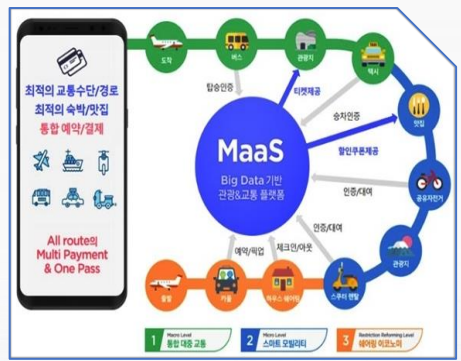 최적의 교통수단/경로
최적의 숙박/맛집
통합 예약/결제
All route의
Multi Payment
& One Pass
도착
버스
관광지
택시
탑승인증
티켓제공
승차인증
맛집
MaaS
Big Data 기반
관광&교통 플랫폼
할인쿠폰제공
인증/대여
공유자전거
인증/대여
관광지
예약/픽업
체크인/아웃
출발
카풀
하우스 쉐어링
스쿠터 렌탈
1
Macro Level
통합 대중 교통
2
Micro Level
스마트 모빌리티
3
Restriction Reforming Level
쉐어링 이코노미